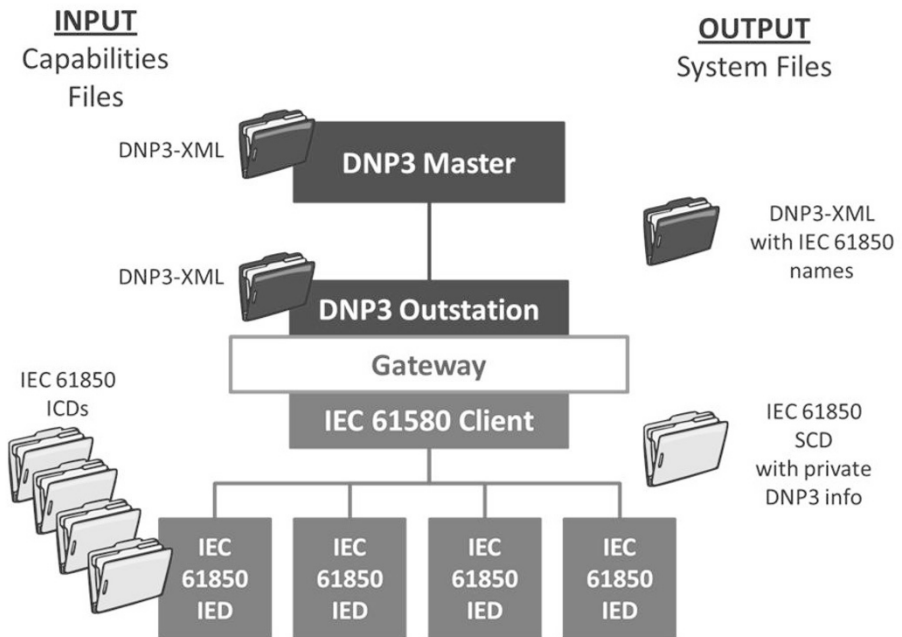 INPUT
Capabilities
Files
OUTPUT
System Files
DNP3-XML
DNP3 Master
DNP3-XML
with IEC 61850
names
DNP3-XML
DNP3 Outstation
Gateway
IEC 61580 Client
IEC 61850
ICDs
IEC 61850
SCD
with private
DNP3 info
IEC
61850
IED
IEC
61850
IED
IEC
61850
IED
IEC
61850
IED